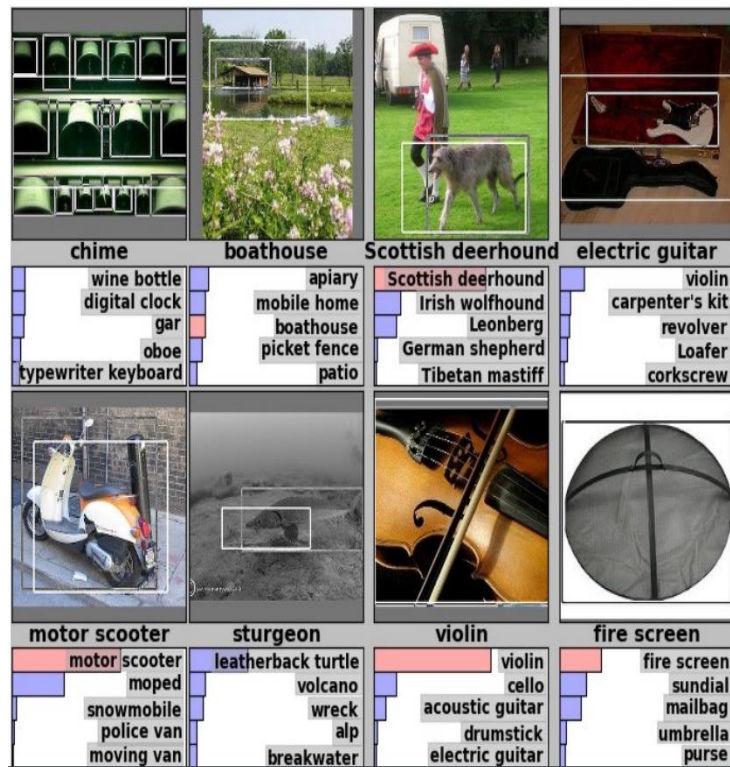 chime
wine bottle
digital clock
gar
oboe
typewriter keyboard
boathouse
apiary
mobile home
boathouse
picket fence
patio
Scottish deerhound
Scottish deerhound
Irish wolfhound
Leonberg
German shepherd
Tibetan mastiff
electric guitar
violin
carpenter's kit
revolver
Loafer
corkscrew
motor scooter
motor scooter
moped
snowmobile
police van
moving van
sturgeon
leatherback turtle
volcano
wreck
alp
breakwater
violin
violin
cello
acoustic guitar
drumstick
electric guitar
fire screen
fire screen
sundial
mailbag
umbrella
purse